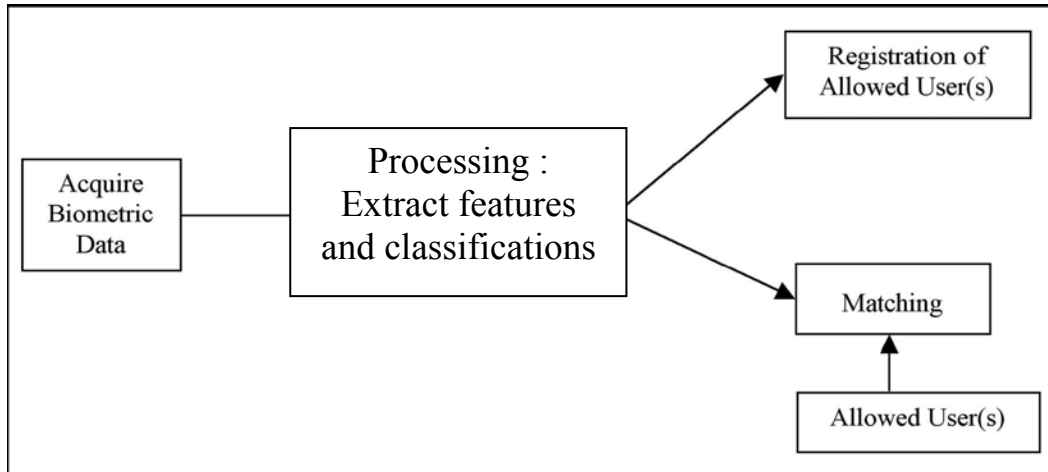 Acquire
Biometric
Data
Processing :
Extract features
and classifications
Registration of
Allowed User(s)
Matching
Allowed User(s)